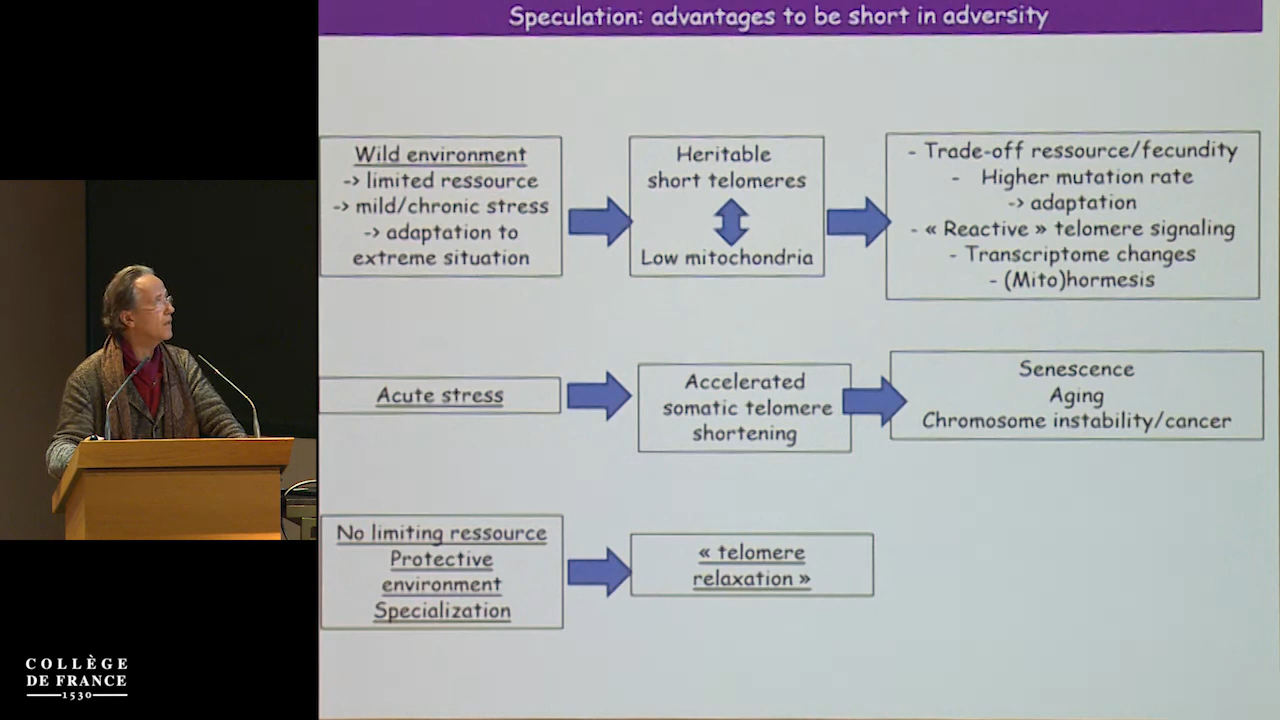 Speculation: advantages to be short in adversity
Wild environment
-> limited ressource
-> mild/chronic stress
-> adaptation to
extreme situation
Heritable
short telomeres
Low mitochondria
- Trade-off ressource/fecundity
- Higher mutation rate
-> adaptation
- « Reactive » telomere signaling
- Transcriptome changes
- (Mito)hormesis
Acute stress
Accelerated
somatic telomere
shortening
Senescence
Aging
Chromosome instability/cancer
No limiting ressource
Protective
environment
Specialization
« telomere
relaxation »
COLLÈGE
DE FRANCE
1530